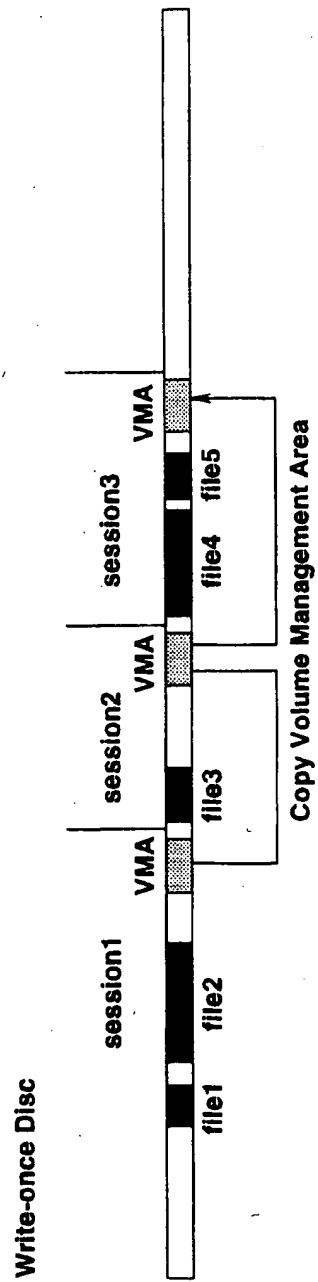 Write-once Disc
session1
session2
session3
VMA
VMA
VMA
file1
file2
file3
file4
file5
Copy Volume Management Area